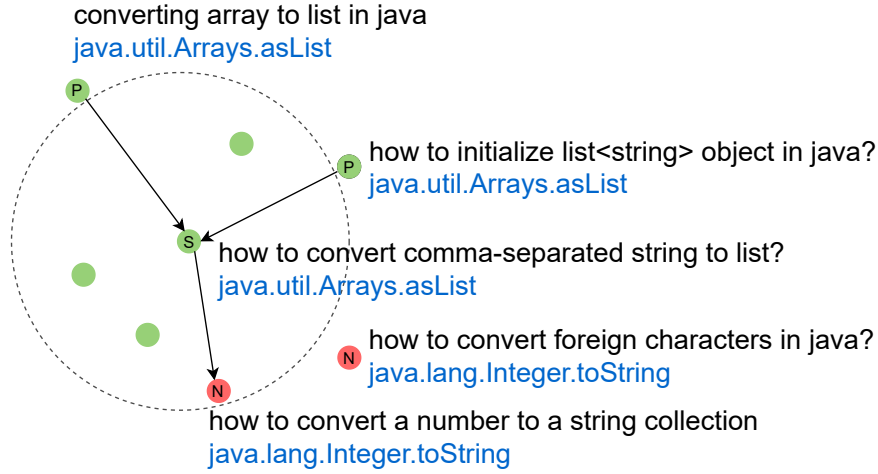 converting array to list in java
java.util.Arrays.asList
P
P
how to initialize list<string> object in java?
java.util.Arrays.asList
S
how to convert comma-separated string to list?
java.util.Arrays.asList
N
how to convert foreign characters in java?
java.lang.Integer.toString
N
how to convert a number to a string collection
java.lang.Integer.toString